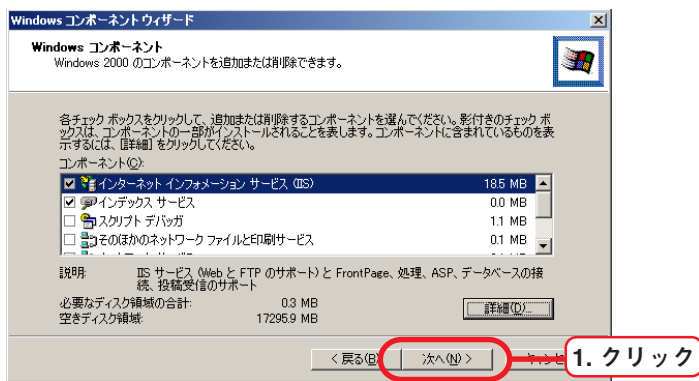 Windows コンポーネント ウィザード
Windows コンポーネント
Windows 2000 のコンポーネントを追加または削除できます。
各チェック ボックスをクリックして、追加または削除するコンポーネントを選んでください。影付きのチェック ボ
ックスは、コンポーネントの一部がインストールされることを表します。コンポーネントに含まれているものを表
示するには、[詳細] をクリックしてください。
コンポーネント(C):
インターネット インフォメーション サービス (IIS) 18.5 MB
インデックス サービス 0.0 MB
スクリプト デバッガ 1.1 MB
そのほかのネットワーク ファイルと印刷サービス 0.1 MB
説明: IIS サービス (Web と FTP のサポート) と FrontPage、処理、ASP、データベースの接
続、投稿受信のサポート
必要なディスク領域の合計: 0.3 MB
空きディスク領域: 17295.9 MB
詳細(D)...
< 戻る(B) 次へ(N) > 1. クリック